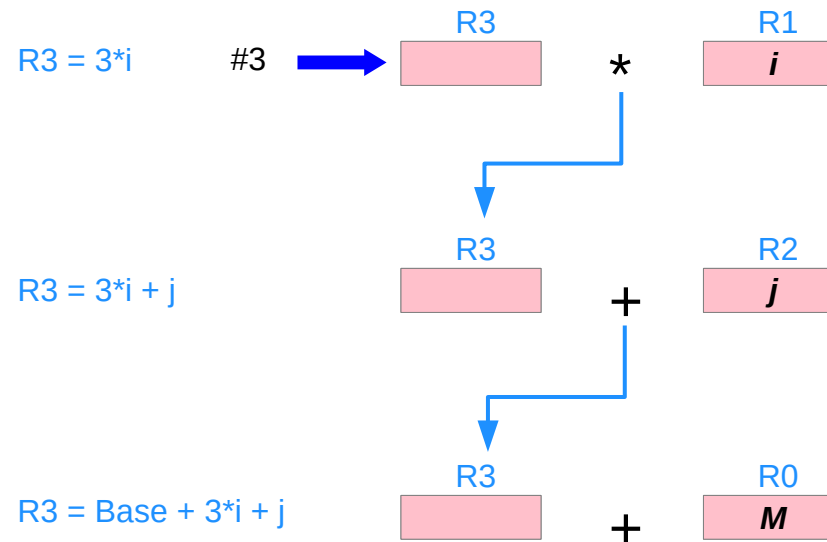 R3 R1
R3 = 3*i #3 * i
R3 R2
R3 = 3*i + j + j
R3 R0
R3 = Base + 3*i + j + M